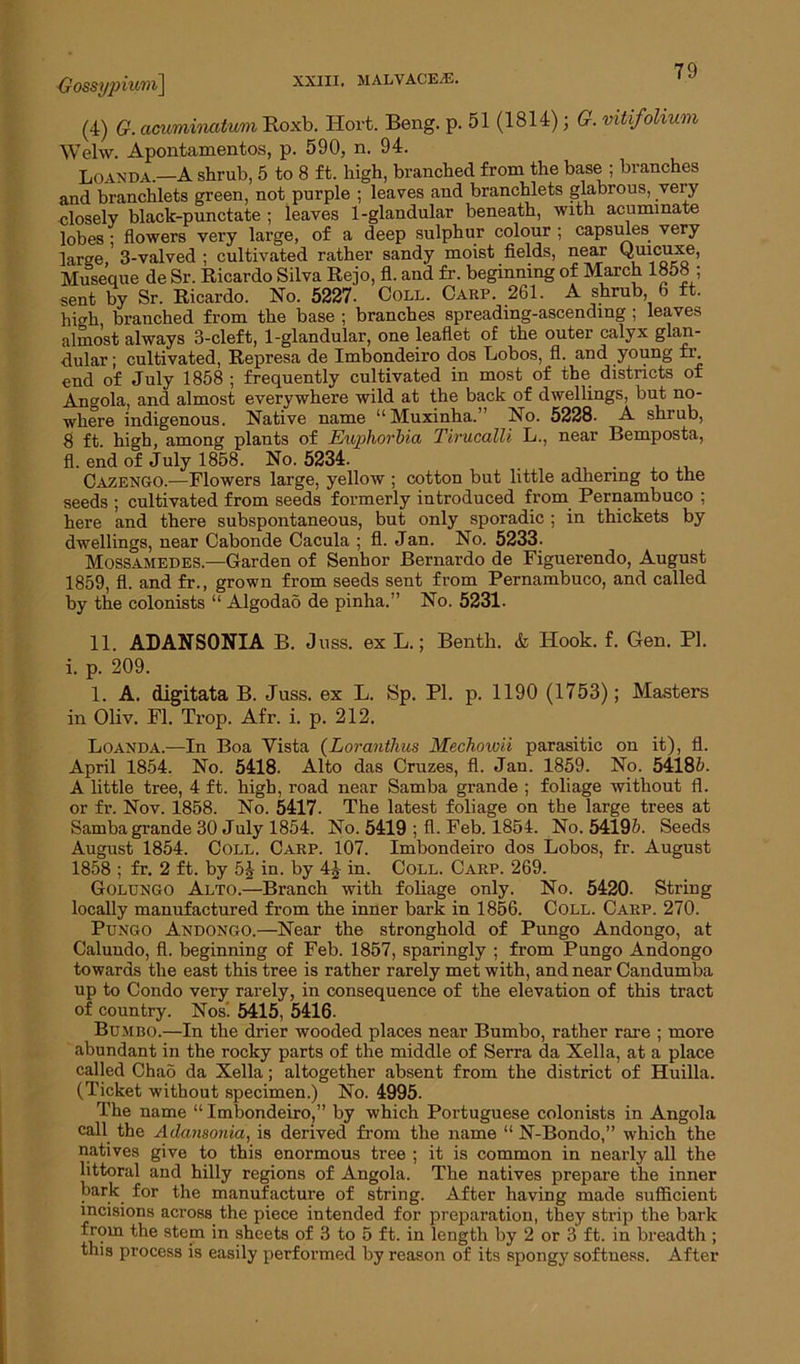 Gossypium] XXIII. MALVACEÆ. 79
(4) G. acuminatum Roxb. Hort. Beng. p. 51 (1814); G. vitifolium
Welw. Apontamentos, p. 590, n. 94.
Loanda.—A shrub, 5 to 8 ft. high, branched from the base ; branches
and branchlets green, not purple ; leaves and branchlets glabrous, very
closely black-punctate ; leaves 1-glandular beneath, with acuminate
lobes ; flowers very large, of a deep sulphur colour ; capsules very
large, 3-valved ; cultivated rather sandy moist fields, near Quicuxe,
Museque de Sr. Ricardo Silva Rejo, fl. and fr. beginning of March 1858 ;
sent by Sr. Ricardo. No. 5227. Coll. Carp. 261. A shrub, 6 ft.
high, branched from the base ; branches spreading-ascending ; leaves
almost always 3-cleft, 1-glandular, one leaflet of the outer calyx glan-
dular ; cultivated, Represa de Imbondeiro dos Lobos, fl. and young fr.
end of July 1858 ; frequently cultivated in most of the districts of
Angola, and almost everywhere wild at the back of dwellings, but no-
where indigenous. Native name “Muxinha.” No. 5228. A shrub,
8 ft. high, among plants of Euphorbia Tirucalli L., near Bemposta,
fl. end of July 1858. No. 5234.
Cazengo.—Flowers large, yellow ; cotton but little adhering to the
seeds ; cultivated from seeds formerly introduced from Pernambuco ;
here and there subspontaneous, but only sporadic ; in thickets by
dwellings, near Cabonde Cacula ; fl. Jan. No. 5233.
Mossamedes.—Garden of Senhor Bernardo de Figuerendo, August
1859, fl. and fr., grown from seeds sent from Pernambuco, and called
by the colonists “ Algodaõ de pinha.” No. 5231.
11. ADANSONIA B. Juss. ex L.; Benth. & Hook. f. Gen. Pl.
i. p. 209.
1. A. digitata B. Juss. ex L. Sp. Pl. p. 1190 (1753); Masters
in Oliv. Fl. Trop. Afr. i. p. 212.
Loanda.—In Boa Vista (Loranthus Mechowii parasitic on it), fl.
April 1854. No. 5418. Alto das Cruzes, fl. Jan. 1859. No. 5418b.
A little tree, 4 ft. high, road near Samba grande ; foliage without fl.
or fr. Nov. 1858. No. 5417. The latest foliage on the large trees at
Samba grande 30 July 1854. No. 5419 ; fl. Feb. 1854. No. 5419b. Seeds
August 1854. Coll. Carp. 107. Imbondeiro dos Lobos, fr. August
1858 ; fr. 2 ft. by 5½ in. by 4½ in. Coll. Carp. 269.
Golungo Alto.—Branch with foliage only. No. 5420. String
locally manufactured from the inner bark in 1856. Coll. Carp. 270.
Pungo Andongo.—Near the stronghold of Pungo Andongo, at
Calundo, fl. beginning of Feb. 1857, sparingly ; from Pungo Andongo
towards the east this tree is rather rarely met with, and near Candumba
up to Condo very rarely, in consequence of the elevation of this tract
of country. Nos. 5415, 5416.
Bumbo.—In the drier wooded places near Bumbo, rather rare ; more
abundant in the rocky parts of the middle of Serra da Xella, at a place
called Chaõ da Xella ; altogether absent from the district of Huilla.
(Ticket without specimen.) No. 4995.
The name “ Imbondeiro,” by which Portuguese colonists in Angola
call the Adansonia, is derived from the name “ N-Bondo,” which the
natives give to this enormous tree ; it is common in nearly all the
littoral and hilly regions of Angola. The natives prepare the inner
bark for the manufacture of string. After having made sufficient
incisions across the piece intended for preparation, they strip the bark
from the stem in sheets of 3 to 5 ft. in length by 2 or 3 ft. in breadth ;
this process is easily performed by reason of its spongy softness. After